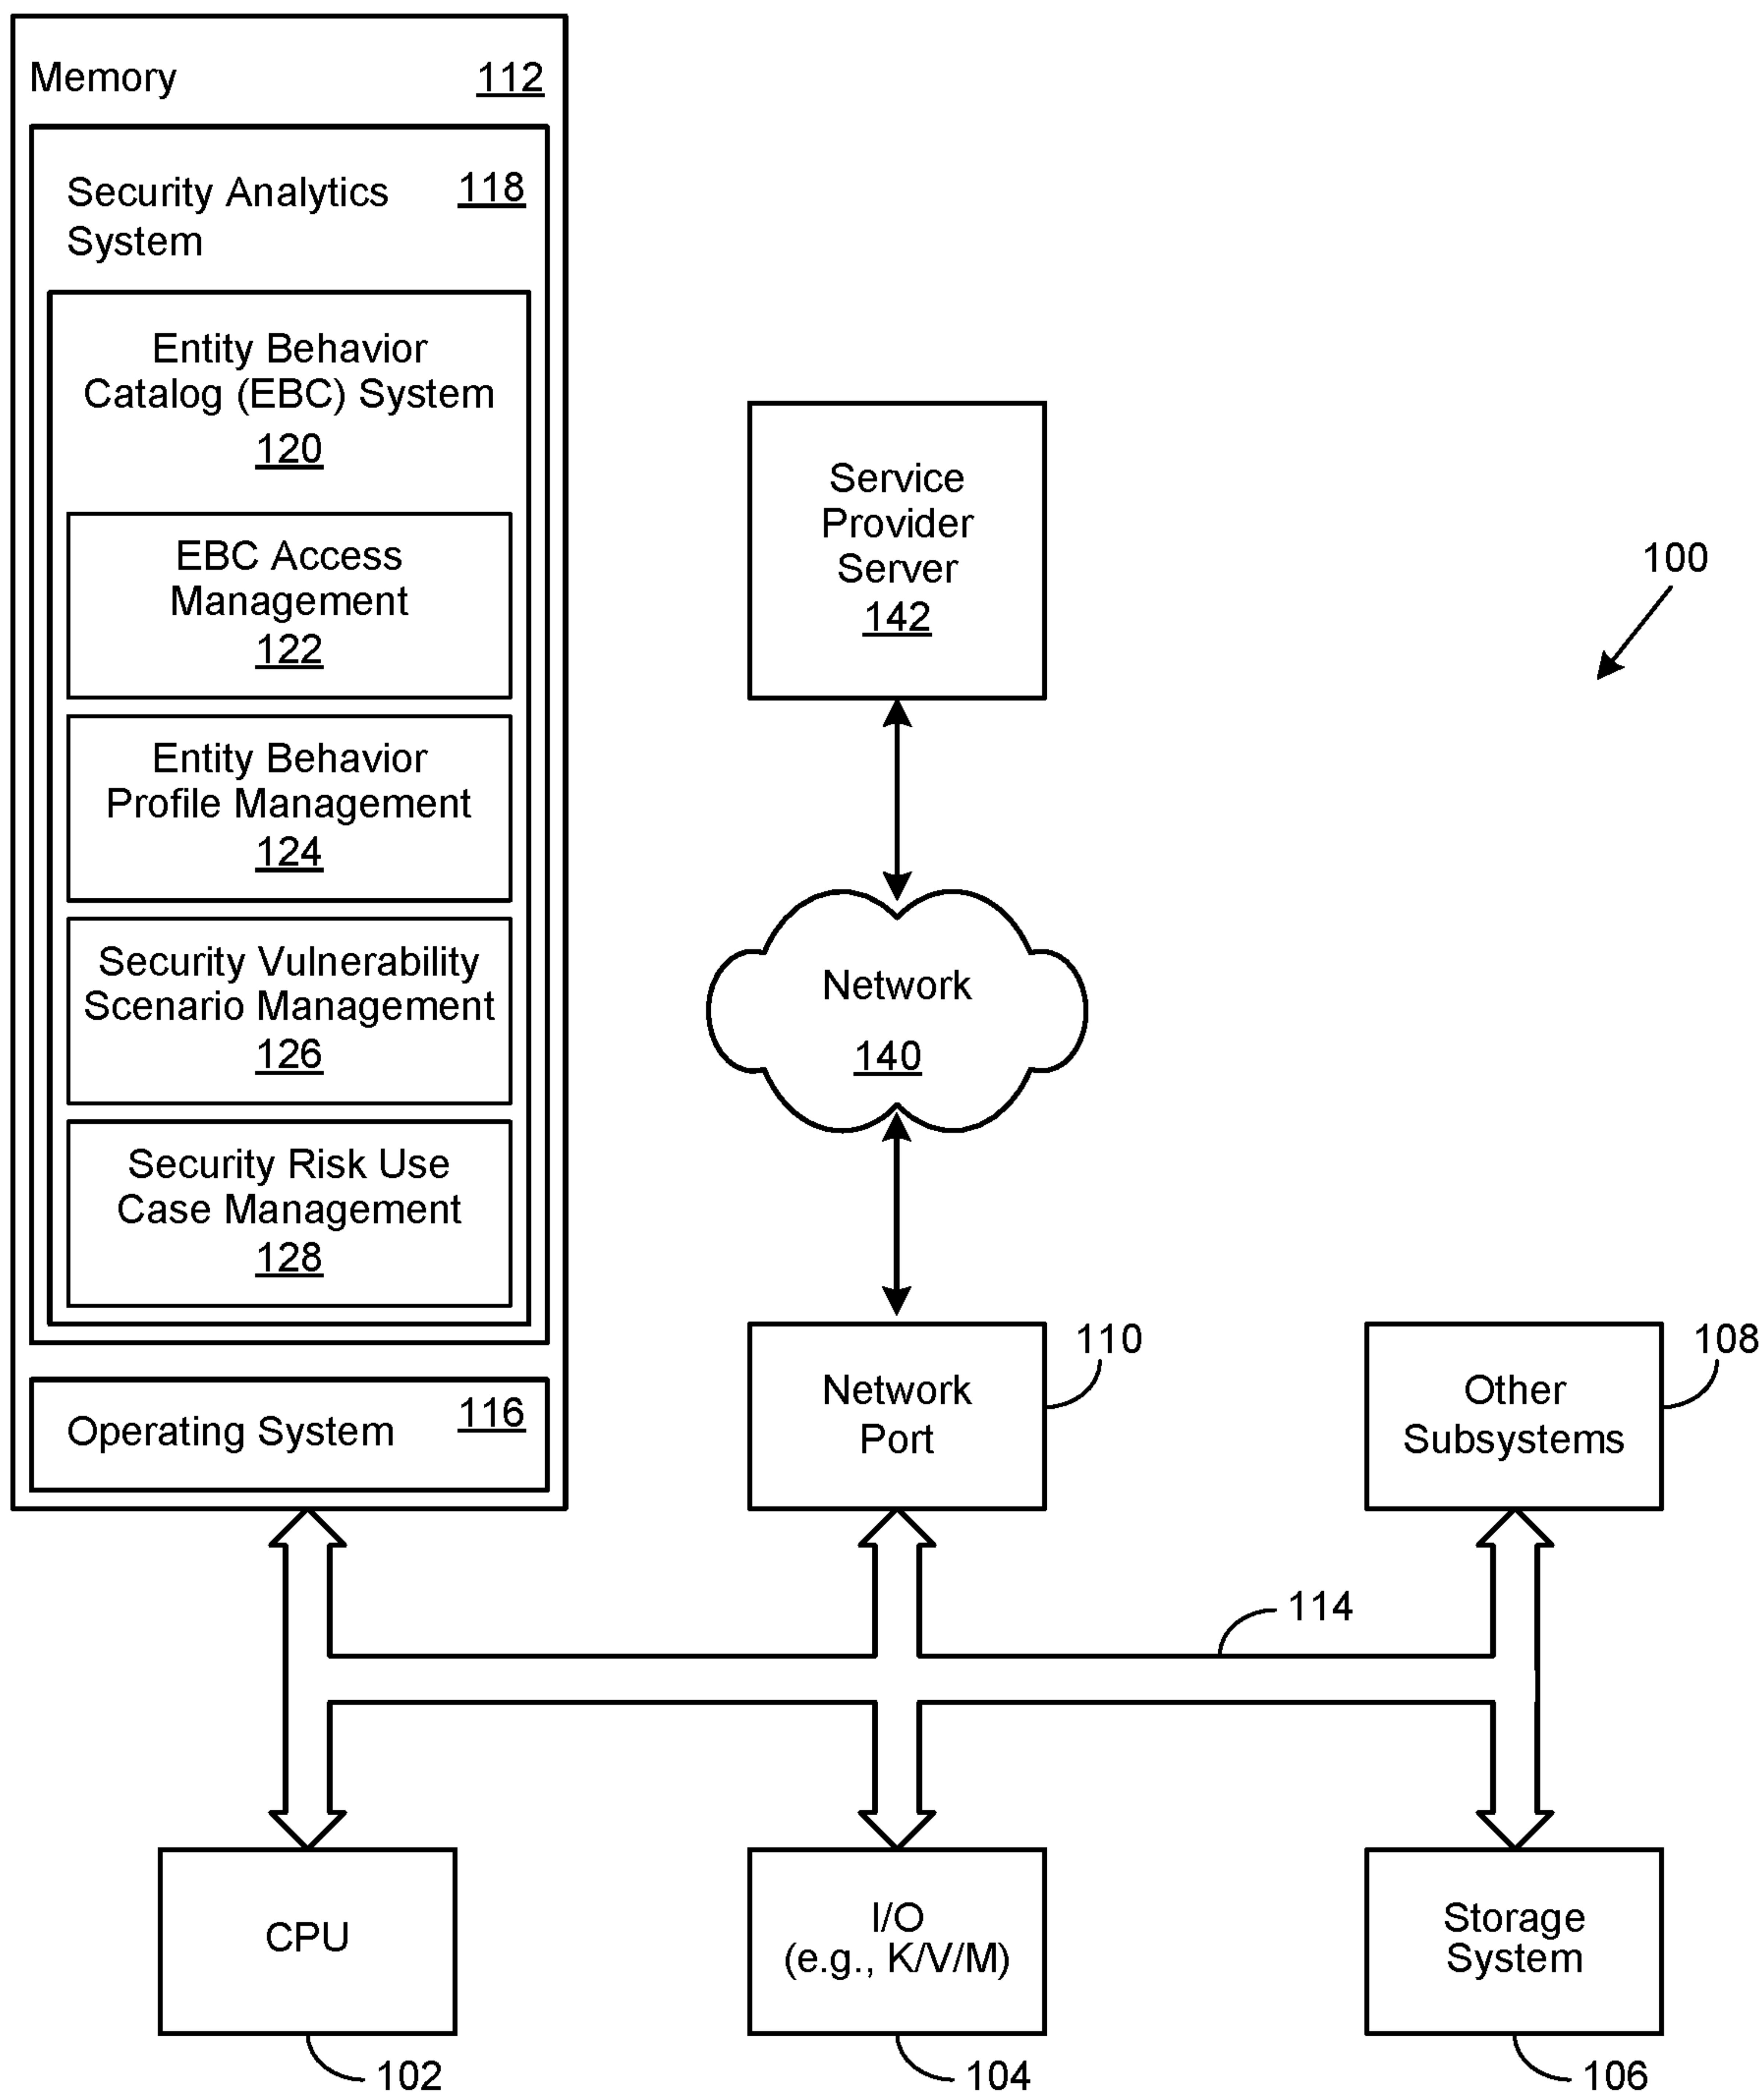 Memory 112
Security Analytics 118
System
Entity Behavior
Catalog (EBC) System
120
EBC Access
Management
122
Entity Behavior
Profile Management
124
Security Vulnerability
Scenario Management
126
Security Risk Use
Case Management
128
Operating System 116
Service
Provider
Server
142
100
Network
140
Network
Port
110
Other
Subsystems
108
114
CPU
102
I/O
(e.g., K/V/M)
104
Storage
System
106